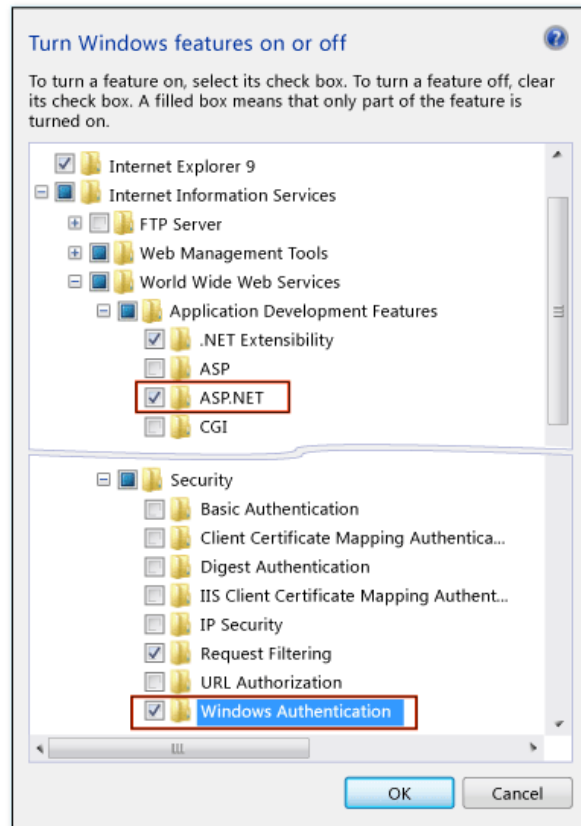 Turn Windows features on or off
To turn a feature on, select its check box. To turn a feature off, clear
its check box. A filled box means that only part of the feature is
turned on.
Internet Explorer 9
Internet Information Services
FTP Server
Web Management Tools
World Wide Web Services
Application Development Features
.NET Extensibility
ASP
ASP.NET
CGI
Security
Basic Authentication
Client Certificate Mapping Authentica...
Digest Authentication
IIS Client Certificate Mapping Authent...
IP Security
Request Filtering
URL Authorization
Windows Authentication
OK Cancel